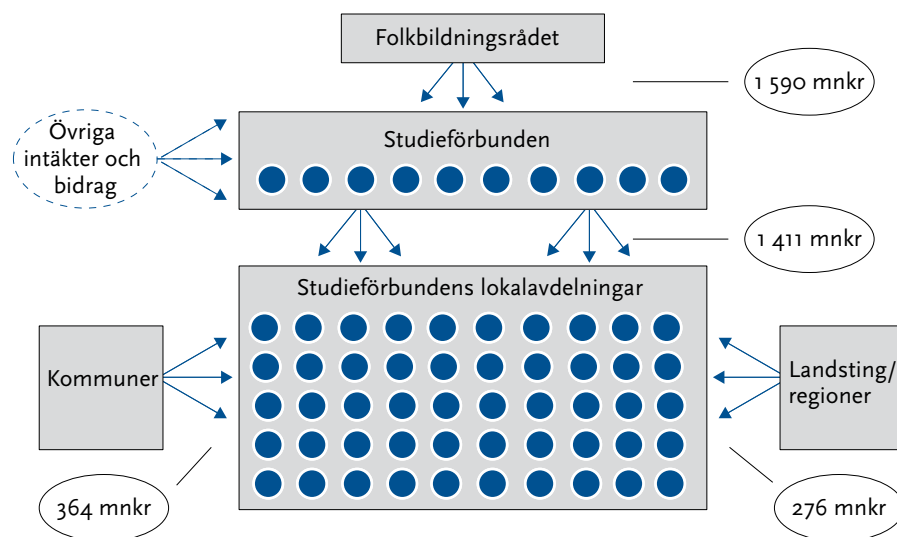 Folkbildningsrådet
1 590 mnkr
Övriga
intäkter och
bidrag
Studieförbunden
1 411 mnkr
Studieförbundens lokalavdelningar
Kommuner
Landsting/
regioner
364 mnkr
276 mnkr